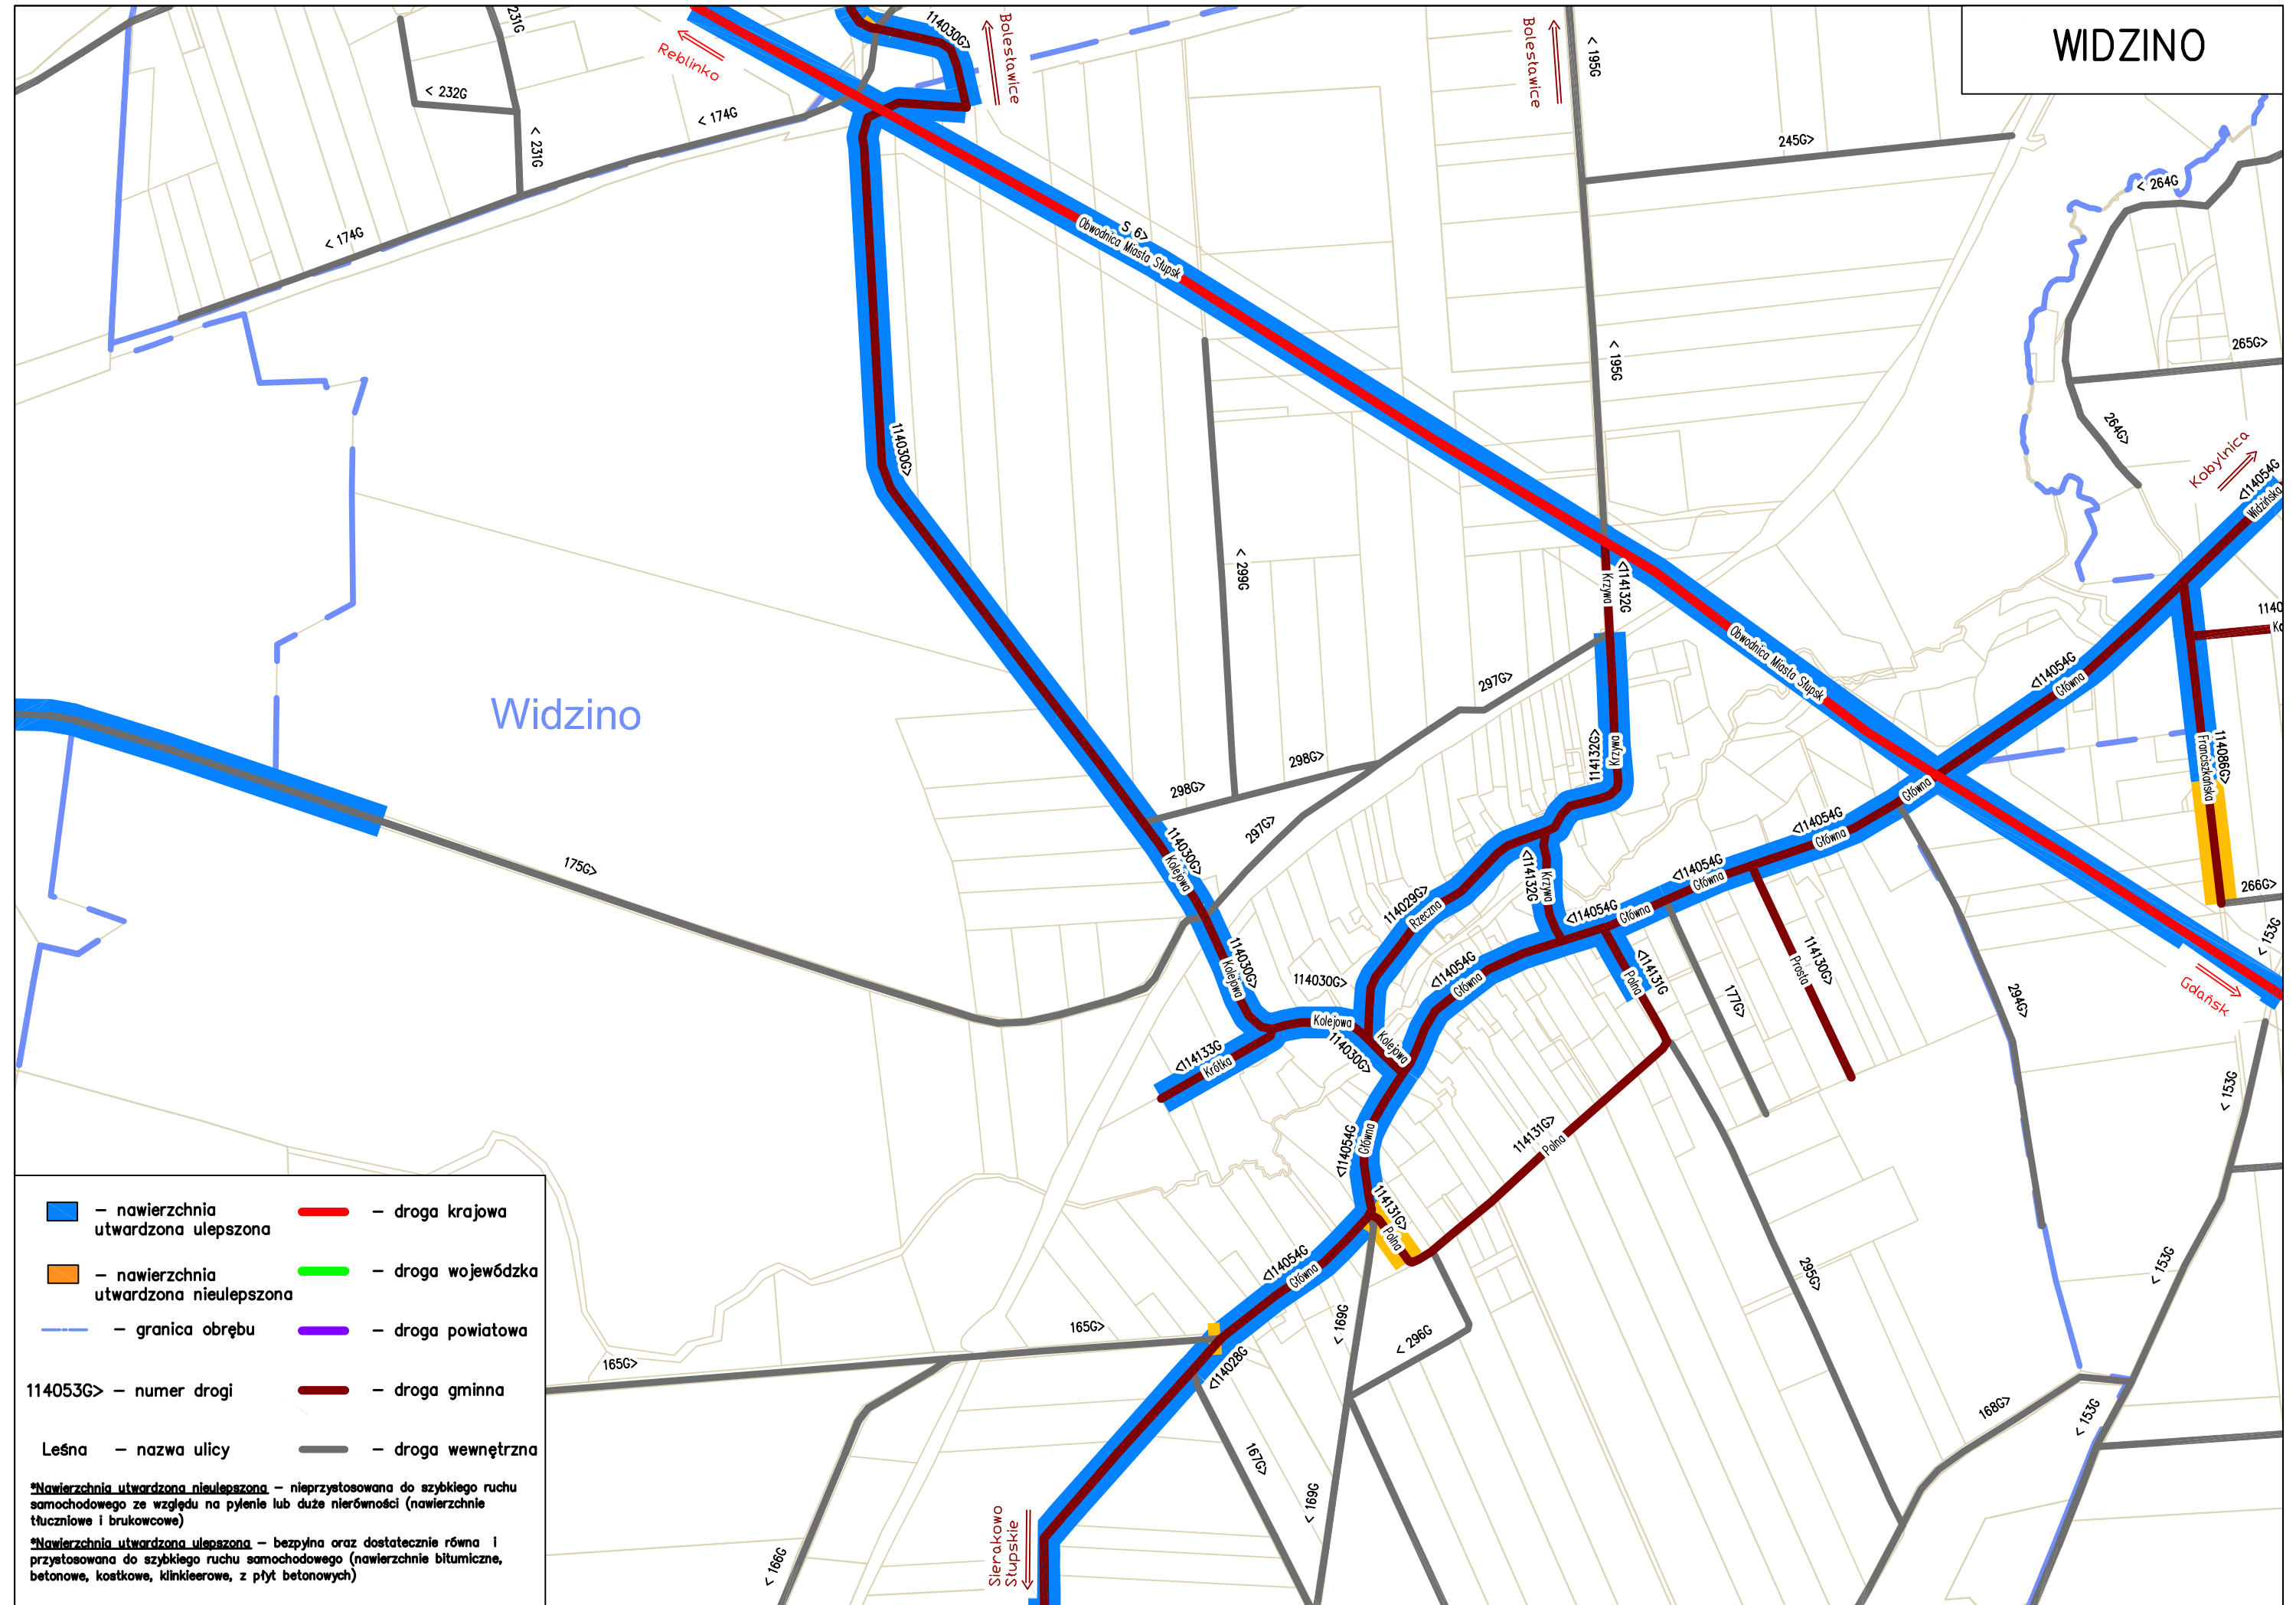 WIDZINO
231G
114030G>
Bolesławice
Bolesławice
< 195G
Reblinko
< 232G
< 174G
< 231G
245G>
< 264G
< 174G
S 6>
Obwodnica Miasta Słupsk
265G>
< 195G
264G>
114030G>
Kobylnica
<114054G
Widzińska
< 299G
<114132G
Krzywa
1140
Obwodnica Miasta Słupsk
<114054G
Główna
297G>
Widzino
114132G>
Krzywa
114086G>
Franciszkańska
298G>
298G>
297G>
<114054G
Główna
Główna
175G>
114030G>
Kolejowa
<114132G
Krzywa
<114054G
Główna
266G>
114029G>
Rzeczna
<114054G
Główna
< 153G
114030G>
Kolejowa
114030G>
<114054G
Główna
<114131G
Polna
114130G>
Prosta
177G>
294G>
Gdańsk
Kolejowa
114030G>
Kolejowa
<114133G
Krótka
< 153G
114131G>
Polna
<114054G
Główna
114131G>
Polna
<114054G
Główna
295G>
< 153G
165G>
165G>
< 169G
< 296G
<114028G
168G>
< 153G
167G>
< 169G
< 166G
Sierakowo
Słupskie
– nawierzchnia
utwardzona ulepszona
– droga krajowa
– nawierzchnia
utwardzona nieulepszona
– droga wojewódzka
– granica obrębu
– droga powiatowa
114053G> – numer drogi
– droga gminna
Leśna – nazwa ulicy
– droga wewnętrzna
*Nawierzchnia utwardzona nieulepszona – nieprzystosowana do szybkiego ruchu
samochodowego ze względu na pylenie lub duże nierówności (nawierzchnie
tłuczniowe i brukowcowe)
*Nawierzchnia utwardzona ulepszona – bezpylna oraz dostatecznie równa i
przystosowana do szybkiego ruchu samochodowego (nawierzchnie bitumiczne,
betonowe, kostkowe, klinkieerowe, z płyt betonowych)